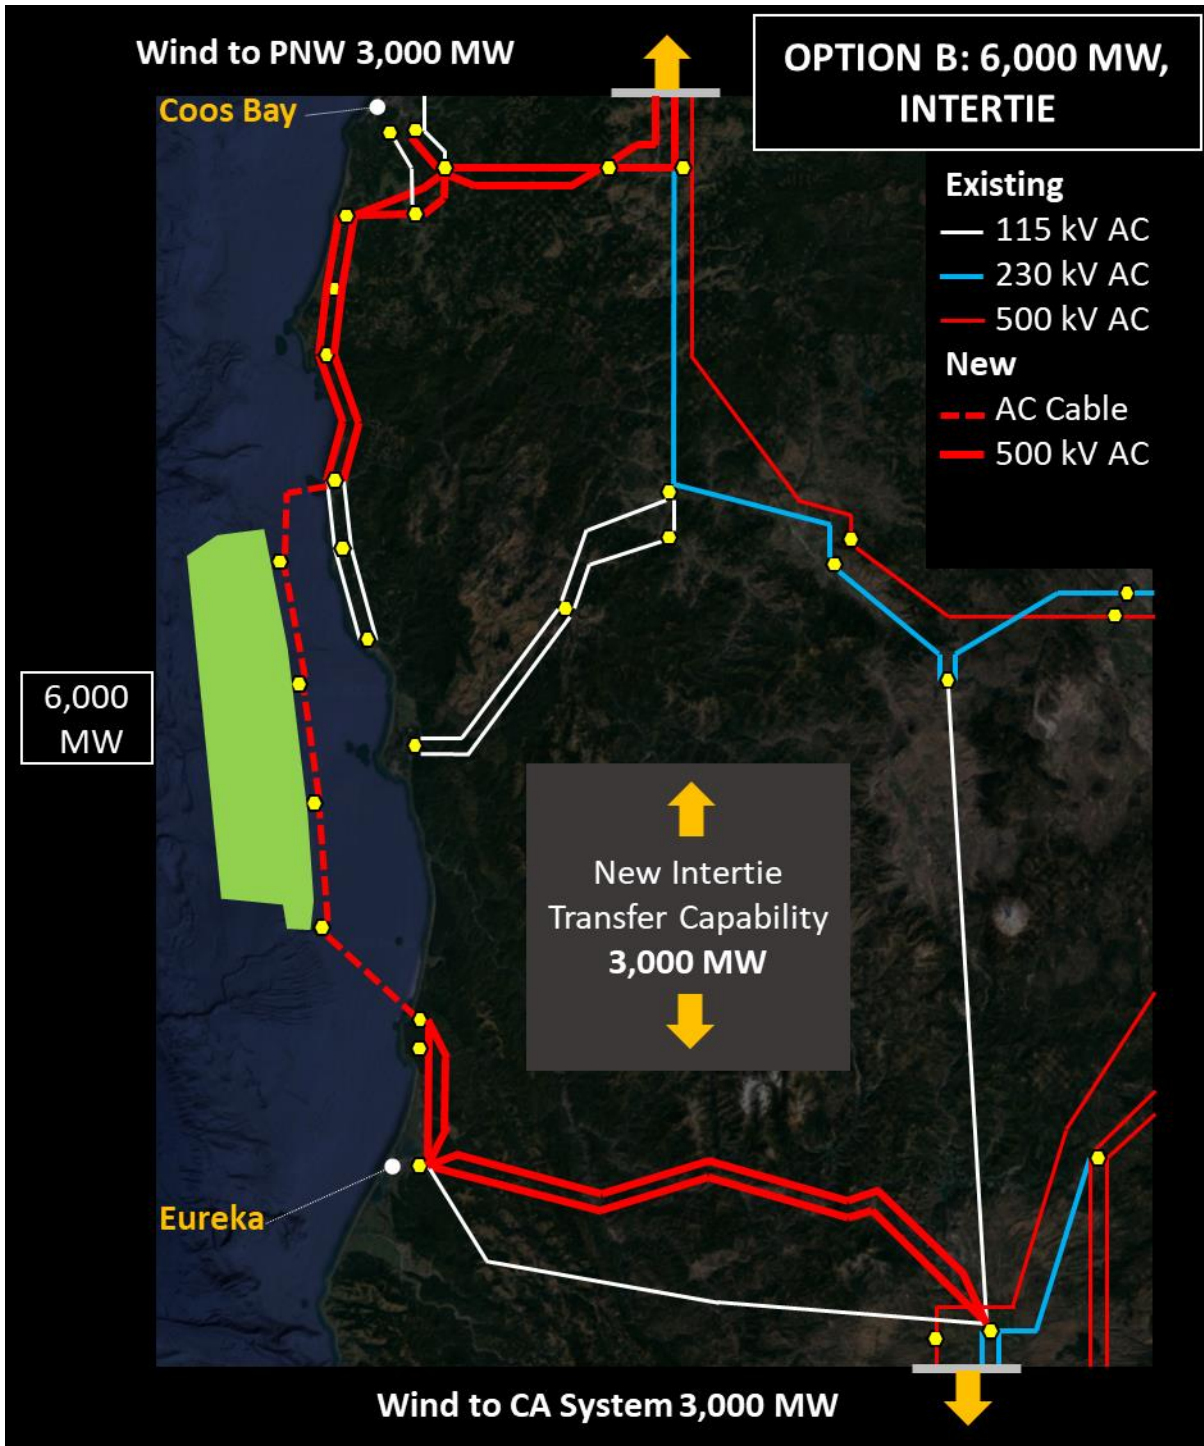 Wind to PNW 3,000 MW
OPTION B: 6,000 MW,
INTERTIE
Coos Bay
Existing
115 kV AC
230 kV AC
500 kV AC
New
AC Cable
500 kV AC
6,000
MW
New Intertie
Transfer Capability
3,000 MW
Eureka
Wind to CA System 3,000 MW